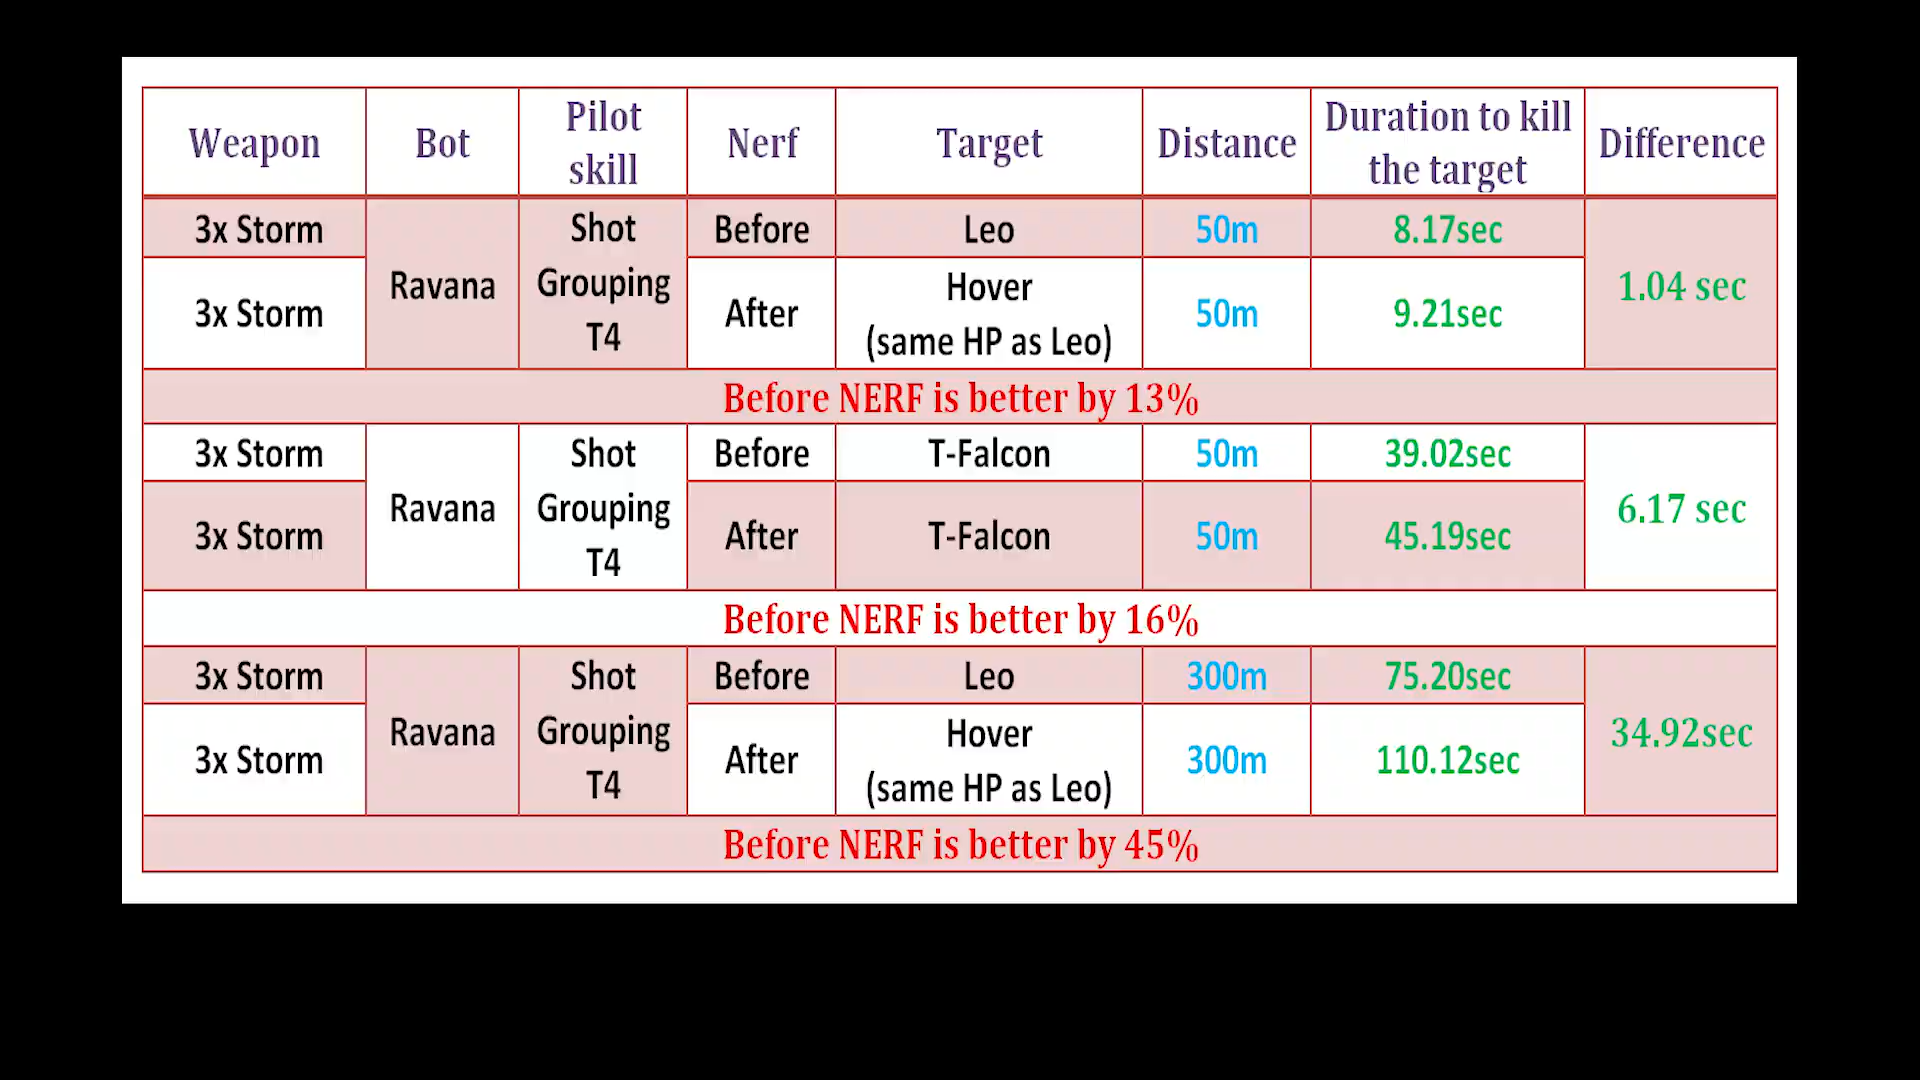 Weapon Bot Pilot skill Nerf Target Distance Duration to kill the target Difference
3x Storm Ravana Shot Grouping T4 Before Leo 50m 8.17sec 1.04 sec
3x Storm After Hover (same HP as Leo) 50m 9.21sec
Before NERF is better by 13%
3x Storm Ravana Shot Grouping T4 Before T-Falcon 50m 39.02sec 6.17 sec
3x Storm After T-Falcon 50m 45.19sec
Before NERF is better by 16%
3x Storm Ravana Shot Grouping T4 Before Leo 300m 75.20sec 34.92sec
3x Storm After Hover (same HP as Leo) 300m 110.12sec
Before NERF is better by 45%